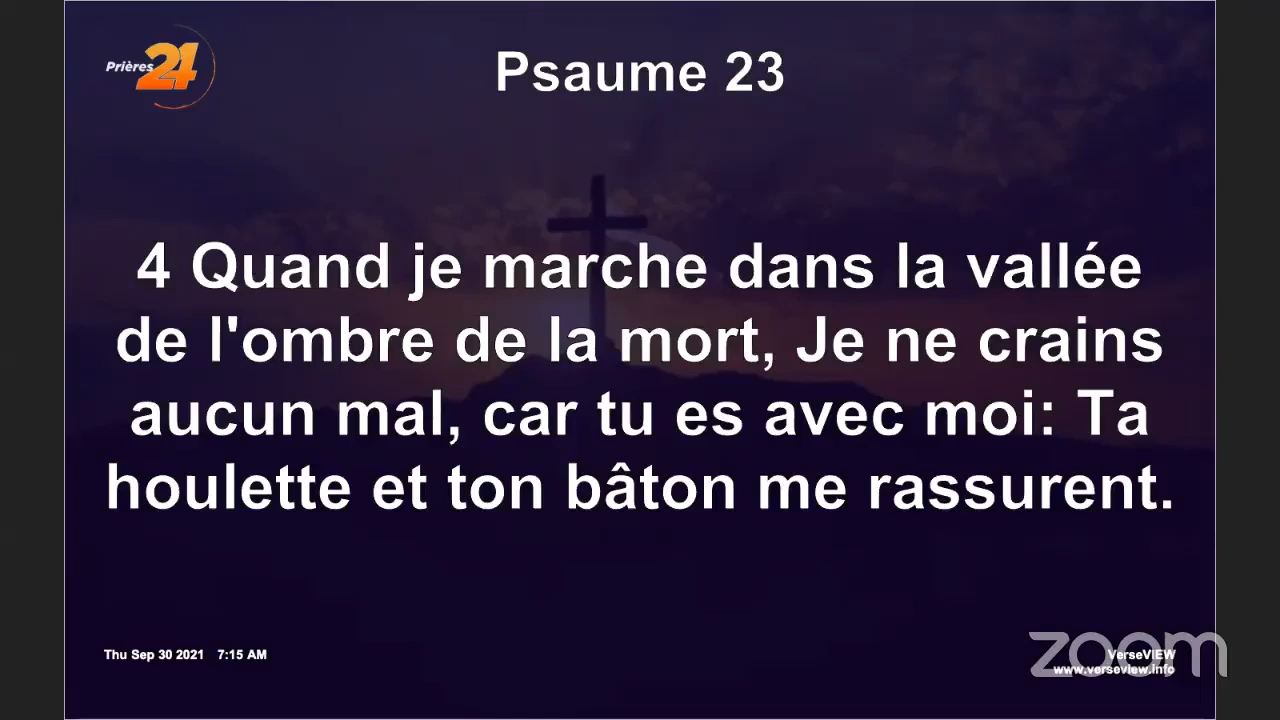 Prières 24
Psaume 23
4 Quand je marche dans la vallée
de l'ombre de la mort, Je ne crains
aucun mal, car tu es avec moi: Ta
houlette et ton bâton me rassurent.
Thu Sep 30 2021 7:15 AM
zoom
VerseVIEW
www.verseview.info